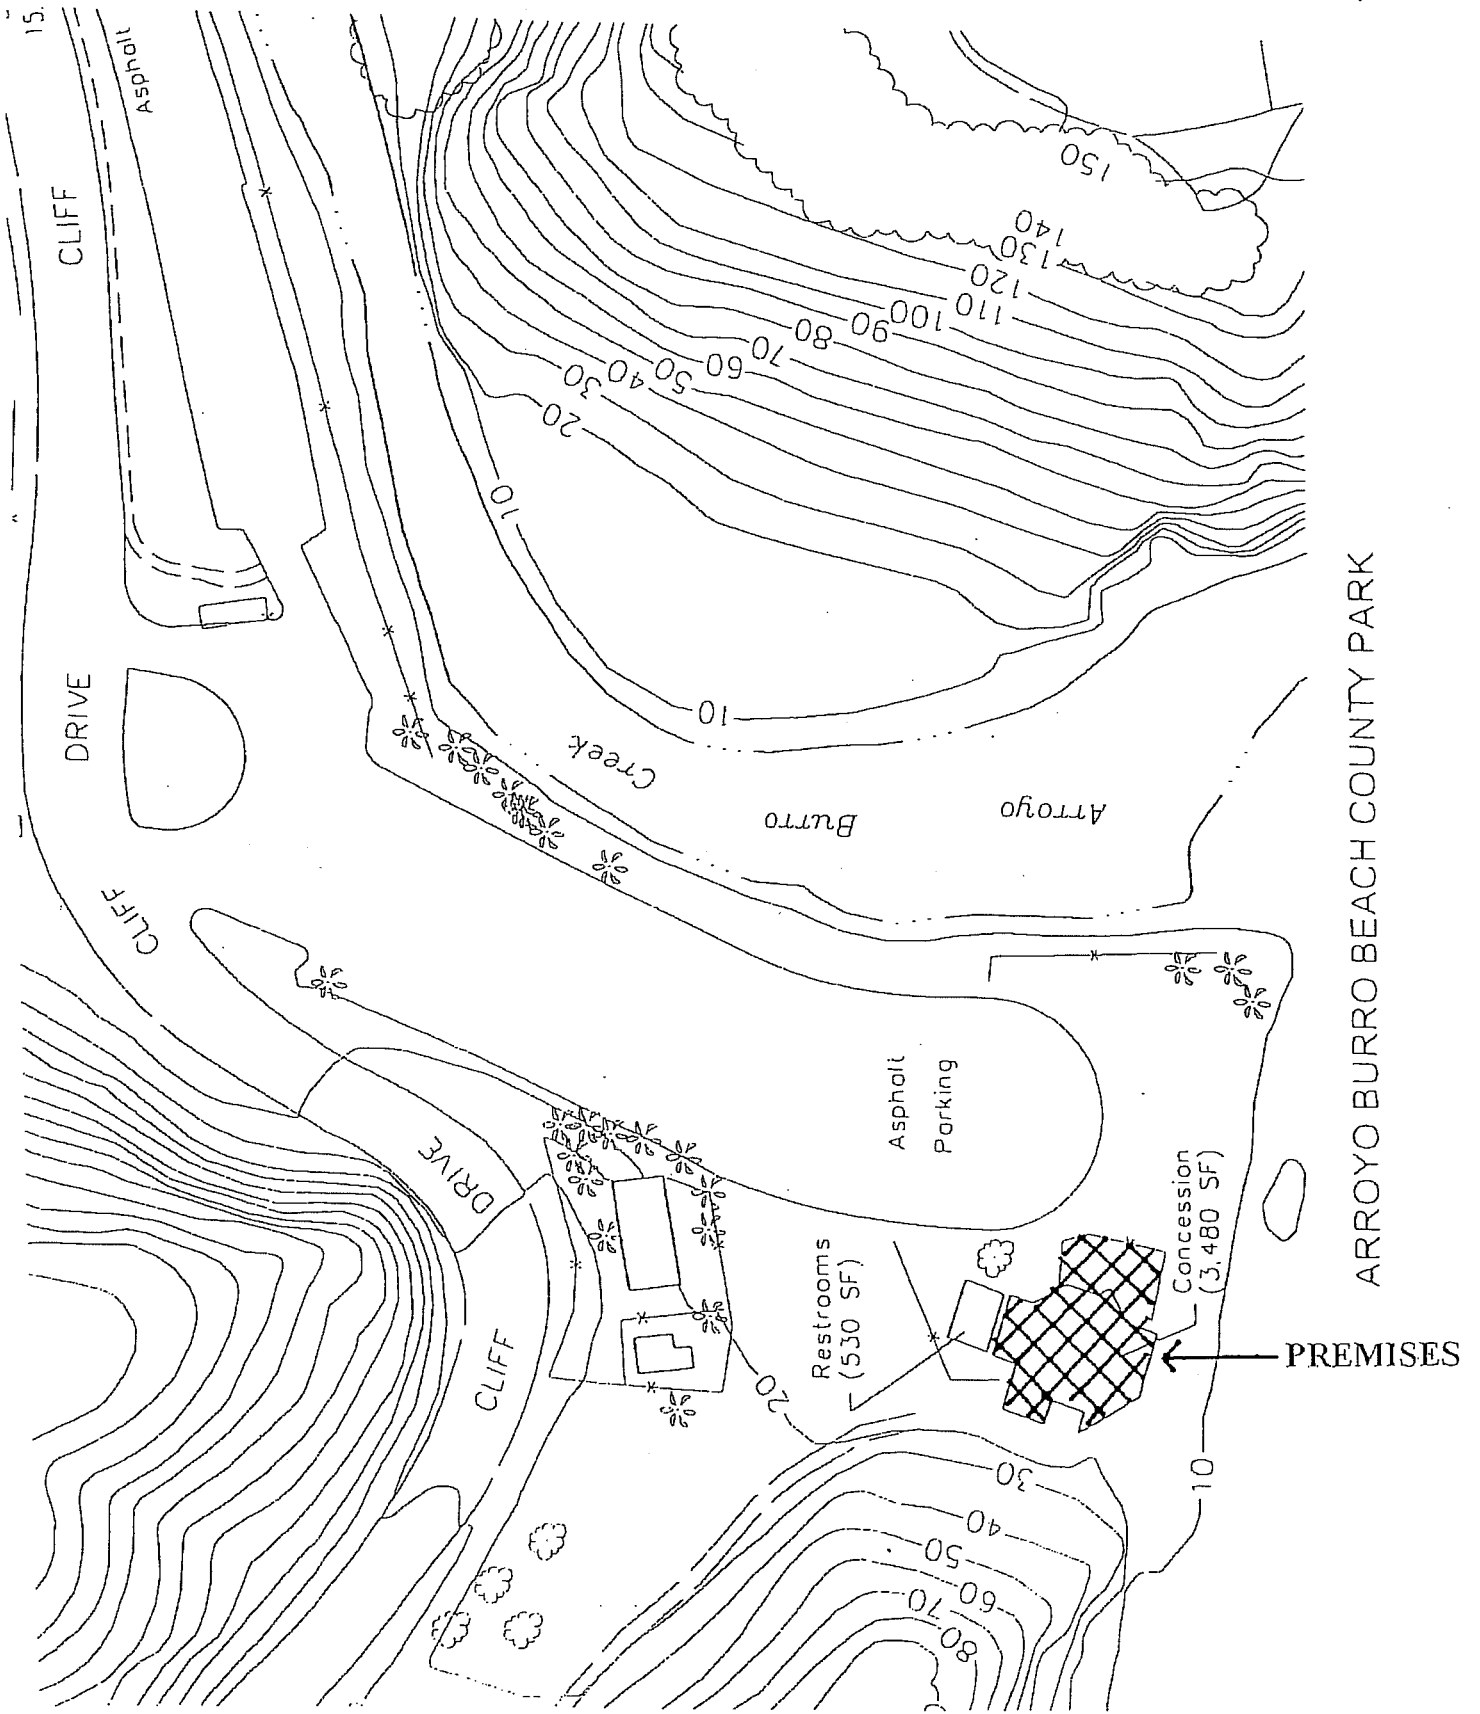 15.
Asphalt
CLIFF
150
140
130
120
110
100
90
80
70
60
50
40
30
20
10
DRIVE
10
Creek
Burro
Arroyo
CLIFF
Asphalt
Parking
DRIVE
Concession
(3,480 SF)
Restrooms
(530 SF)
PREMISES
CLIFF
20
30
40
50
60
70
80
10
ARROYO BURRO BEACH COUNTY PARK